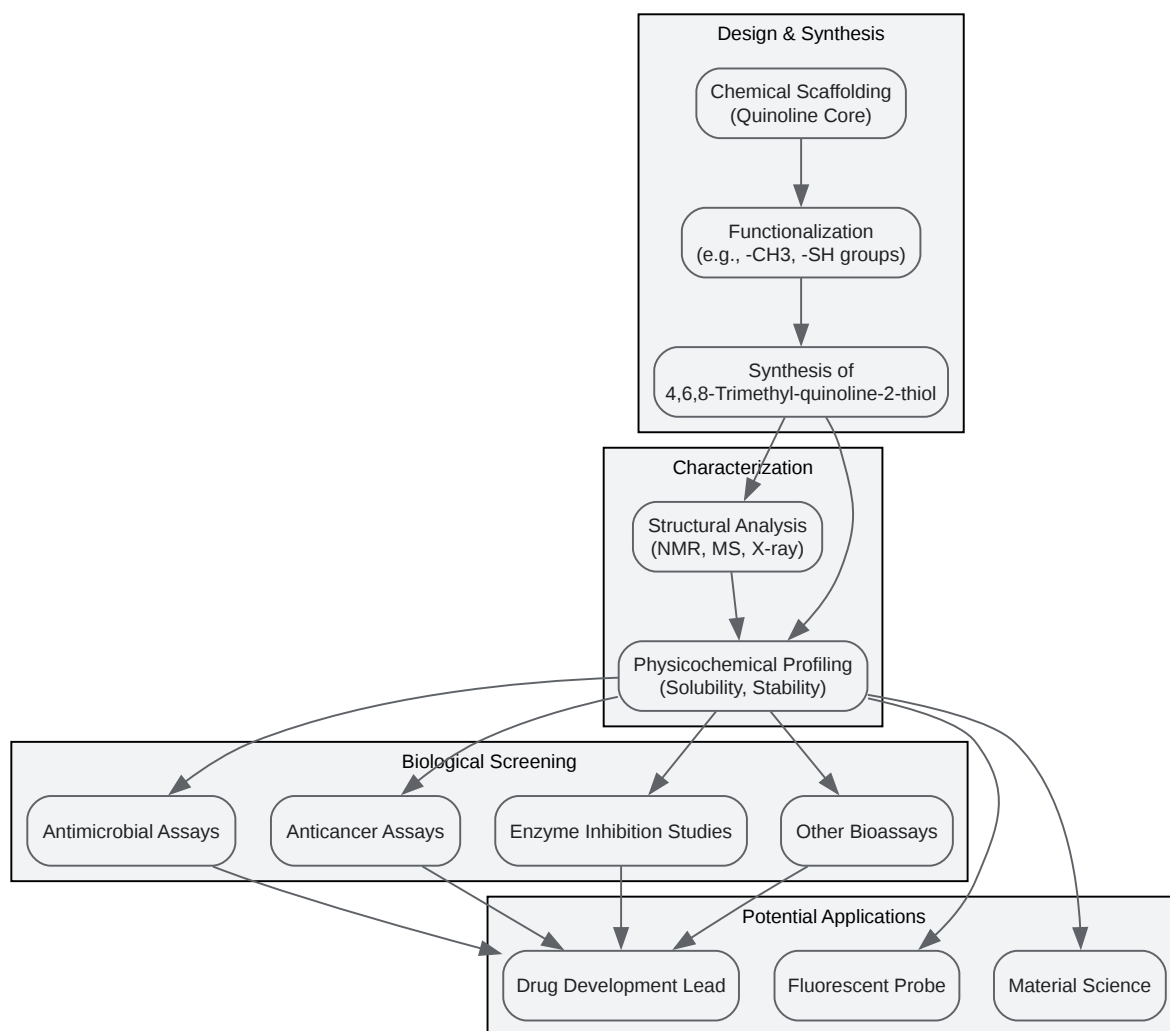 Design & Synthesis
Chemical Scaffolding
(Quinoline Core)
Functionalization
(e.g., -CH3, -SH groups)
Synthesis of
4,6,8-Trimethyl-quinoline-2-thiol
Characterization
Structural Analysis
(NMR, MS, X-ray)
Physicochemical Profiling
(Solubility, Stability)
Biological Screening
Antimicrobial Assays
Anticancer Assays
Enzyme Inhibition Studies
Other Bioassays
Potential Applications
Drug Development Lead
Fluorescent Probe
Material Science